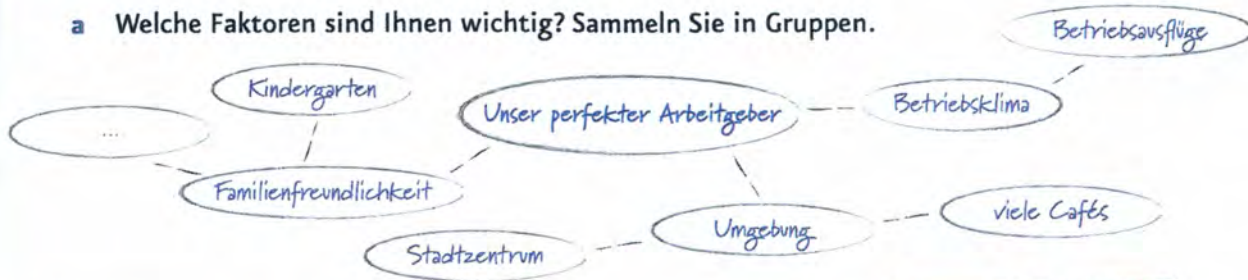 a Welche Faktoren sind Ihnen wichtig? Sammeln Sie in Gruppen.
Betriebsausflüge
Kindergarten
Unser perfekter Arbeitgeber
Betriebsklima
....
Familienfreundlichkeit
Umgebung
viele Cafés
Stadtzentrum